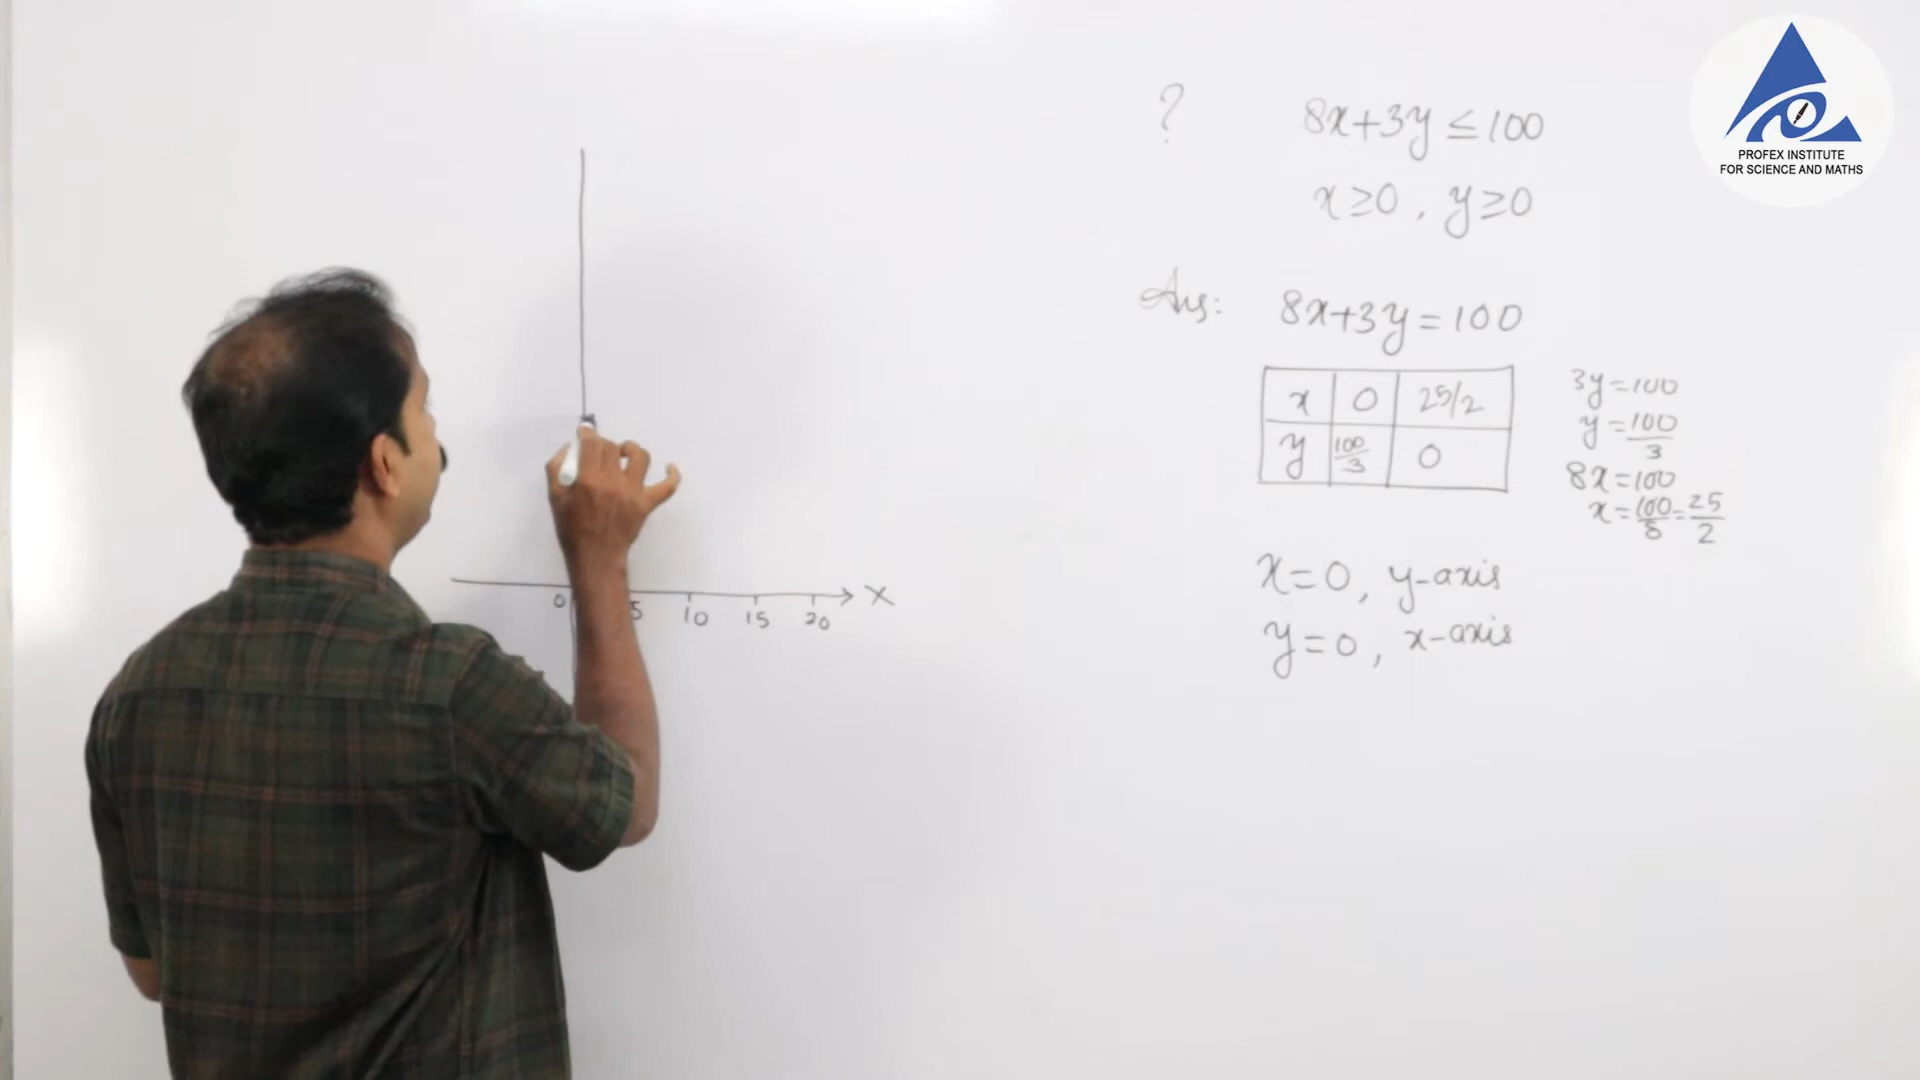 ? 8x+3y ≤ 100
x ≥ 0 , y ≥ 0
Ans: 8x+3y = 100
x 0 25/2
y 100/3 0
3y = 100
y = 100/3
8x = 100
x = 100/8 = 25/2
x = 0, y-axis
y = 0, x-axis
0 5 10 15 20 X
PROFEX INSTITUTE
FOR SCIENCE AND MATHS